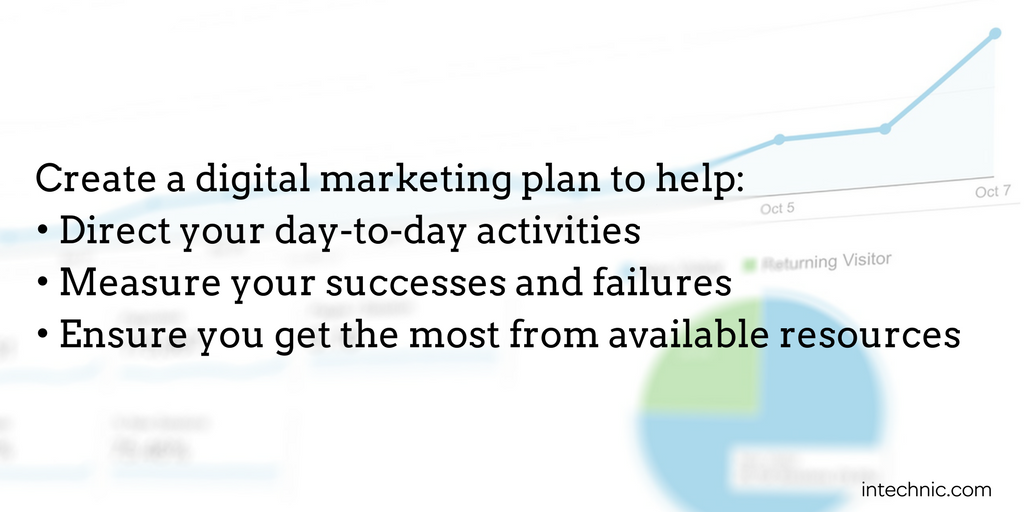 Create a digital marketing plan to help:
• Direct your day-to-day activities
• Measure your successes and failures
• Ensure you get the most from available resources
Oct 5
Oct 7
Returning Visitor
intechnic.com